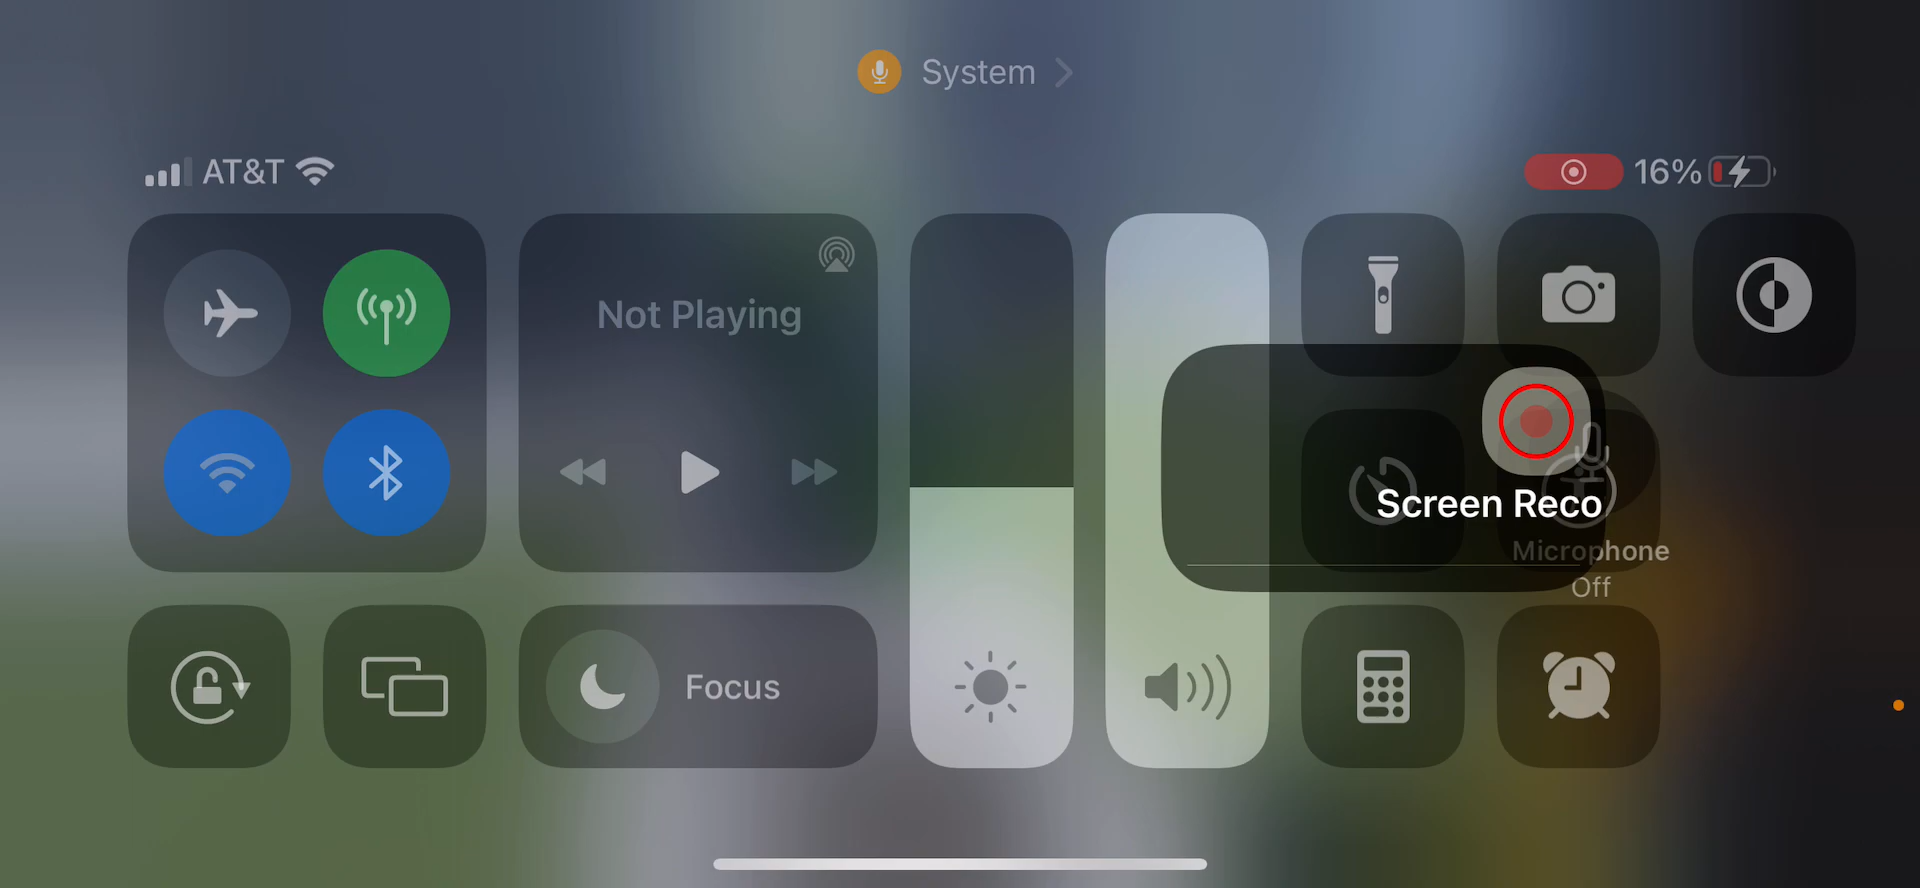 System
AT&T
16%
Not Playing
Screen Reco
Microphone
Off
Focus